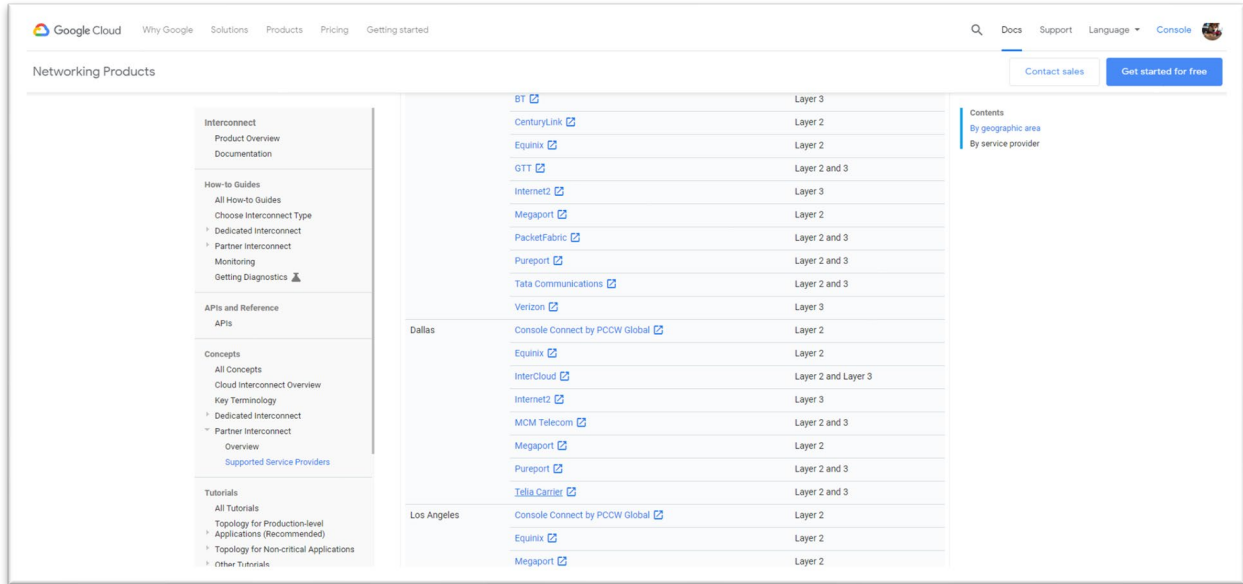 Google Cloud Why Google Solutions Products Pricing Getting started Docs Support Language Console
Networking Products Contact sales Get started for free
Interconnect
Product Overview
Documentation
How-to Guides
All How-to Guides
Choose Interconnect Type
Dedicated Interconnect
Partner Interconnect
Monitoring
Getting Diagnostics
APIs and Reference
APIs
Concepts
All Concepts
Cloud Interconnect Overview
Key Terminology
Dedicated Interconnect
Partner Interconnect
Overview
Supported Service Providers
Tutorials
All Tutorials
Topology for Production-level
Applications (Recommended)
Topology for Non-critical Applications
Other Tutorials
BT Layer 3
CenturyLink Layer 2
Equinix Layer 2
GTT Layer 2 and 3
Internet2 Layer 3
Megaport Layer 2
PacketFabric Layer 2 and 3
Pureport Layer 2 and 3
Tata Communications Layer 2 and 3
Verizon Layer 3
Dallas Console Connect by PCCW Global Layer 2
Equinix Layer 2
InterCloud Layer 2 and Layer 3
Internet2 Layer 3
MCM Telecom Layer 2 and 3
Megaport Layer 2
Pureport Layer 2 and 3
Telia Carrier Layer 2 and 3
Los Angeles Console Connect by PCCW Global Layer 2
Equinix Layer 2
Megaport Layer 2
Contents
By geographic area
By service provider